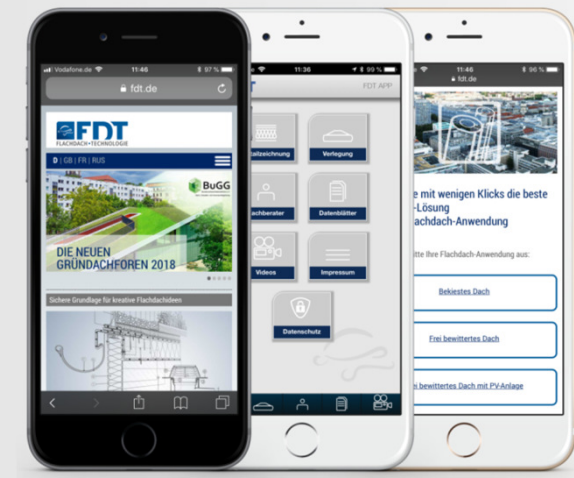 Vodafone.de 11:46 97 %
fdt.de
FDT
FLACHDACH+TECHNOLOGIE
D | GB | FR | RUS
BuGG
DIE NEUEN
GRÜNDACHFOREN 2018
Sichere Grundlage für kreative Flachdachideen
11:36 99 %
FDT APP
Verlegung
Datenblätter
Videos
Impressum
Datenschutz
11:46 96 %
fdt.de
mit wenigen Klicks die beste
-Lösung
Ihre Flachdach-Anwendung aus:
Bekiestes Dach
Frei bewittertes Dach
bewittertes Dach mit PV-Anlage